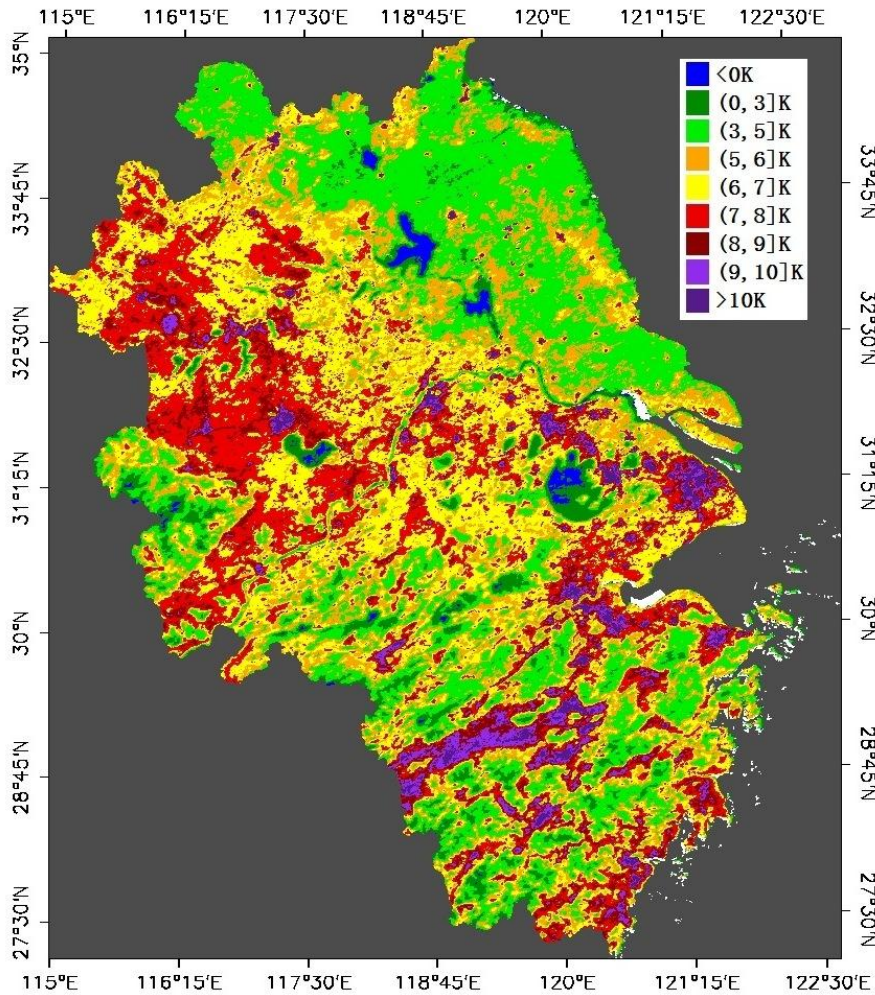 115°E 116°15'E 117°30'E 118°45'E 120°E 121°15'E 122°30'E
35°N
33°45'N
32°30'N
31°15'N
30°N
28°45'N
27°30'N
<0K
(0,3]K
(3,5]K
(5,6]K
(6,7]K
(7,8]K
(8,9]K
(9,10]K
>10K
33°45'N
32°30'N
31°15'N
30°N
28°45'N
27°30'N
115°E 116°15'E 117°30'E 118°45'E 120°E 121°15'E 122°30'E